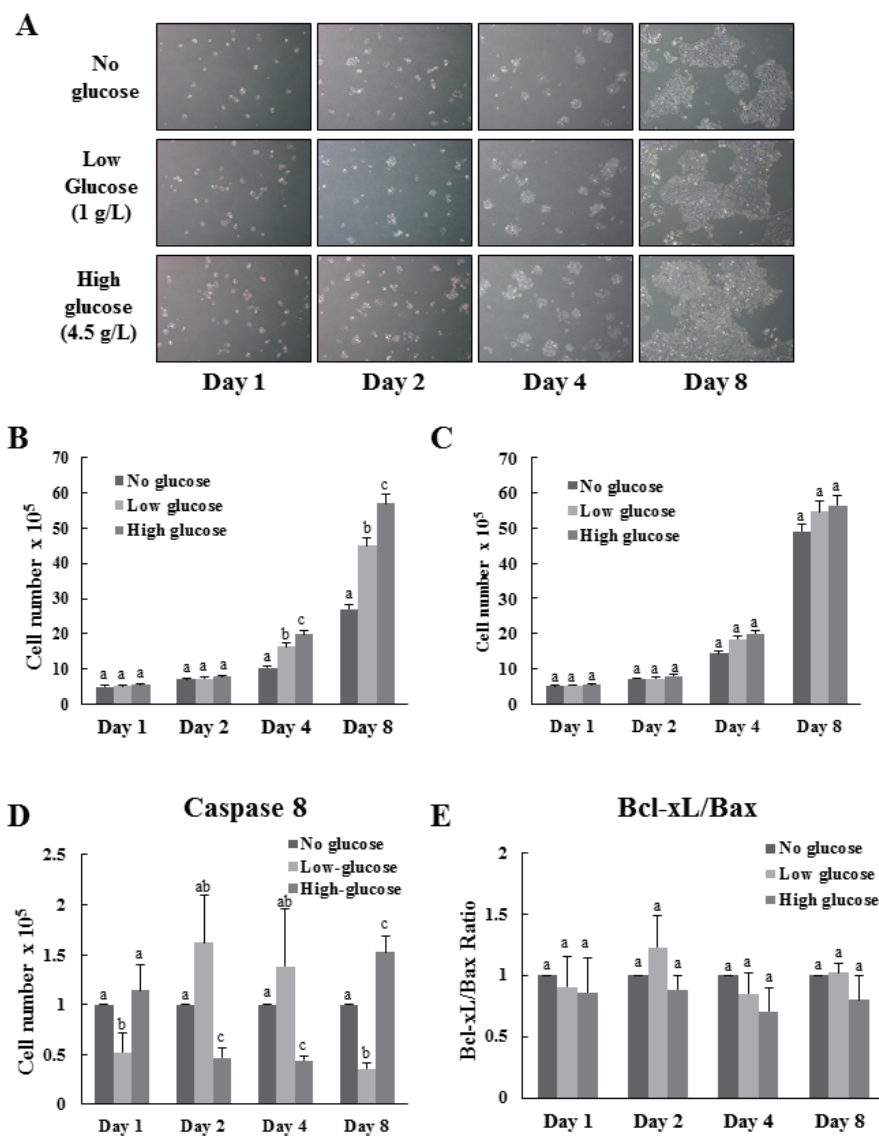 A
No
glucose
Low
Glucose
(1 g/L)
High
glucose
(4.5 g/L)
Day 1 Day 2 Day 4 Day 8
B
Cell number x 10⁵
70
60
50
40
30
20
10
0
No glucose
Low glucose
High glucose
a a a a a a a b c a b c
Day 1 Day 2 Day 4 Day 8
C
Cell number x 10⁵
70
60
50
40
30
20
10
0
No glucose
Low glucose
High glucose
a a a a a a a a a a a a
Day 1 Day 2 Day 4 Day 8
D
Caspase 8
Cell number x 10⁵
2.5
2
1.5
1
0.5
0
No glucose
Low-glucose
High-glucose
a b a a ab c a ab c a b c
Day 1 Day 2 Day 4 Day 8
E
Bcl-xL/Bax
Bcl-xL/Bax Ratio
2
1.5
1
0.5
0
No glucose
Low glucose
High glucose
a a a a a a a a a a a a
Day 1 Day 2 Day 4 Day 8